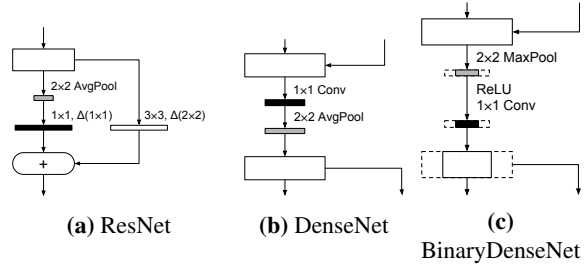 2×2 AvgPool
1×1, Δ(1×1)
3×3, Δ(2×2)
+
(a) ResNet
1×1 Conv
2×2 AvgPool
(b) DenseNet
2×2 MaxPool
ReLU
1×1 Conv
(c)
BinaryDenseNet